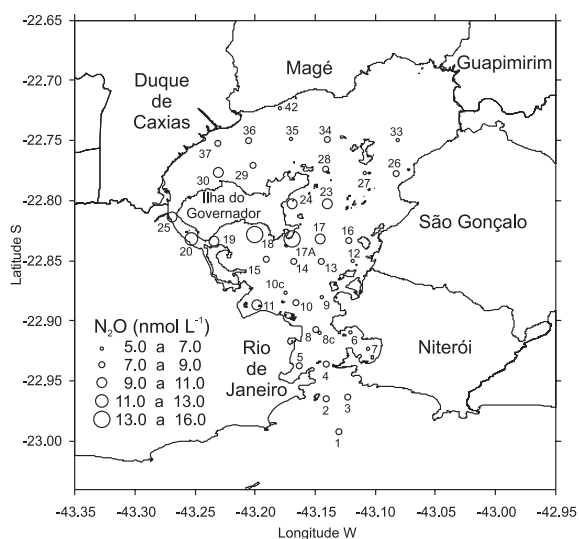 -22.65
-22.70
-22.75
-22.80
-22.85
-22.90
-22.95
-23.00
Latitude S
Magé
Guapimirim
Duque
de
Caxias
42
37
36
35
34
33
30
29
28
27
26
Ilha do
Governador
24
23
São Gonçalo
25
20
19
18
17A
17
16
15
14
13
12
10c
11
10
9
N₂O (nmol L⁻¹)
5.0 a 7.0
7.0 a 9.0
9.0 a 11.0
11.0 a 13.0
13.0 a 16.0
Rio
de
Janeiro
8
8c
6
7
Niterói
5
4
2
3
1
-43.35 -43.30 -43.25 -43.20 -43.15 -43.10 -43.05 -43.00 -42.95
Longitude W